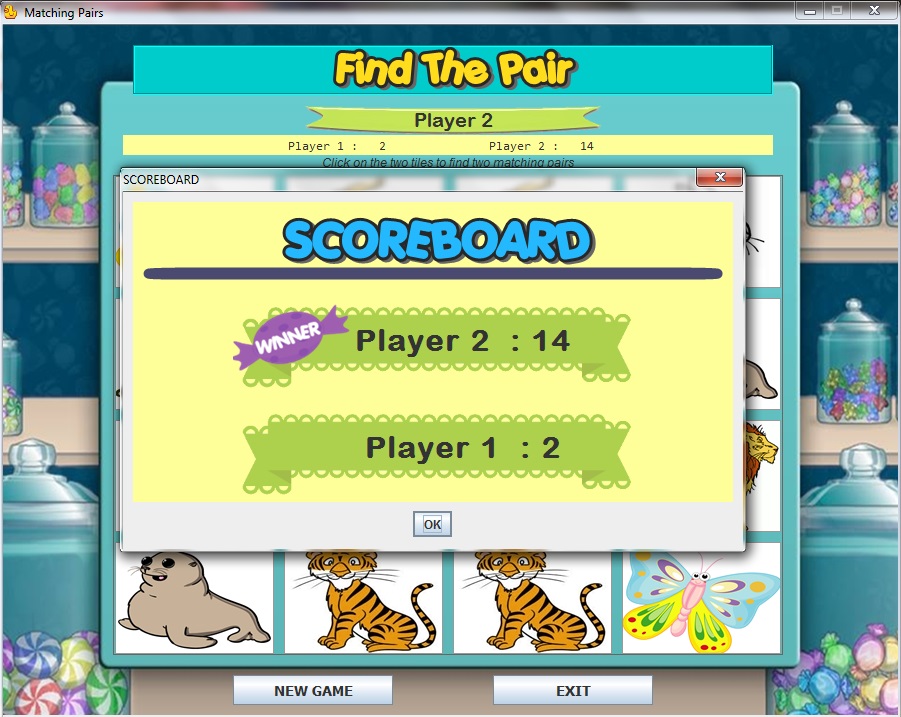 Matching Pairs
Find The Pair
Player 2
Player 1 : 2 Player 2 : 14
Click on the two tiles to find two matching pairs
SCOREBOARD
SCOREBOARD
WINNER
Player 2 : 14
Player 1 : 2
OK
NEW GAME EXIT